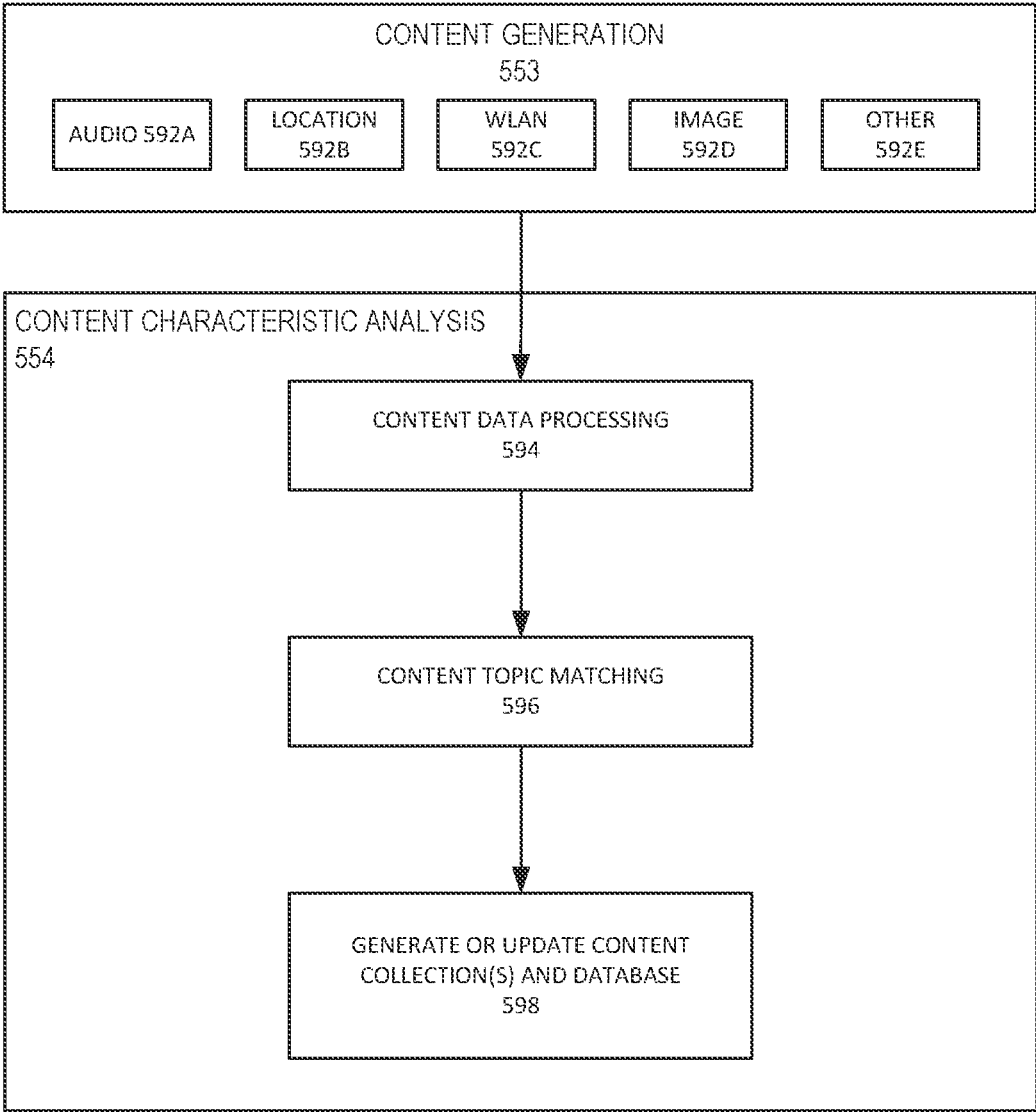 CONTENT GENERATION
553
AUDIO 592A
LOCATION
592B
WLAN
592C
IMAGE
592D
OTHER
592E
CONTENT CHARACTERISTIC ANALYSIS
554
CONTENT DATA PROCESSING
594
CONTENT TOPIC MATCHING
596
GENERATE OR UPDATE CONTENT
COLLECTION(S) AND DATABASE
598